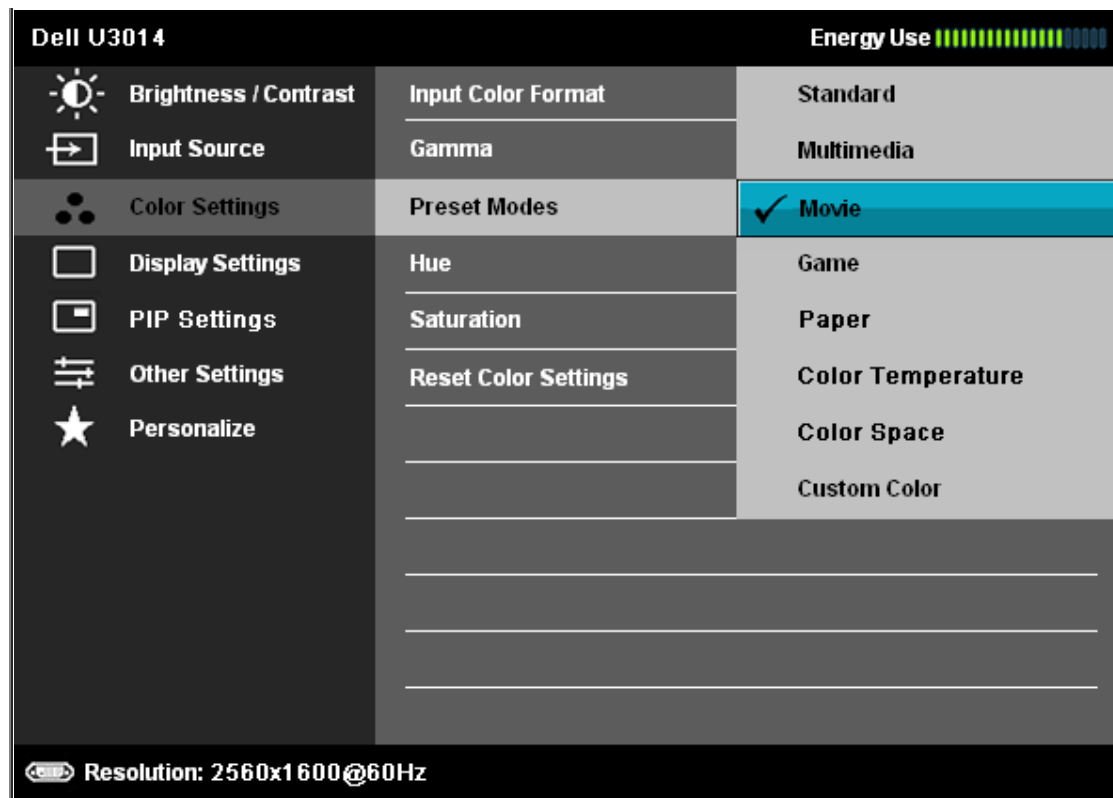 Dell U3014
Energy Use
Brightness / Contrast
Input Color Format
Standard
Input Source
Gamma
Multimedia
Color Settings
Preset Modes
Movie
Display Settings
Hue
Game
PIP Settings
Saturation
Paper
Other Settings
Reset Color Settings
Color Temperature
Personalize
Color Space
Custom Color
Resolution: 2560x1600@60Hz